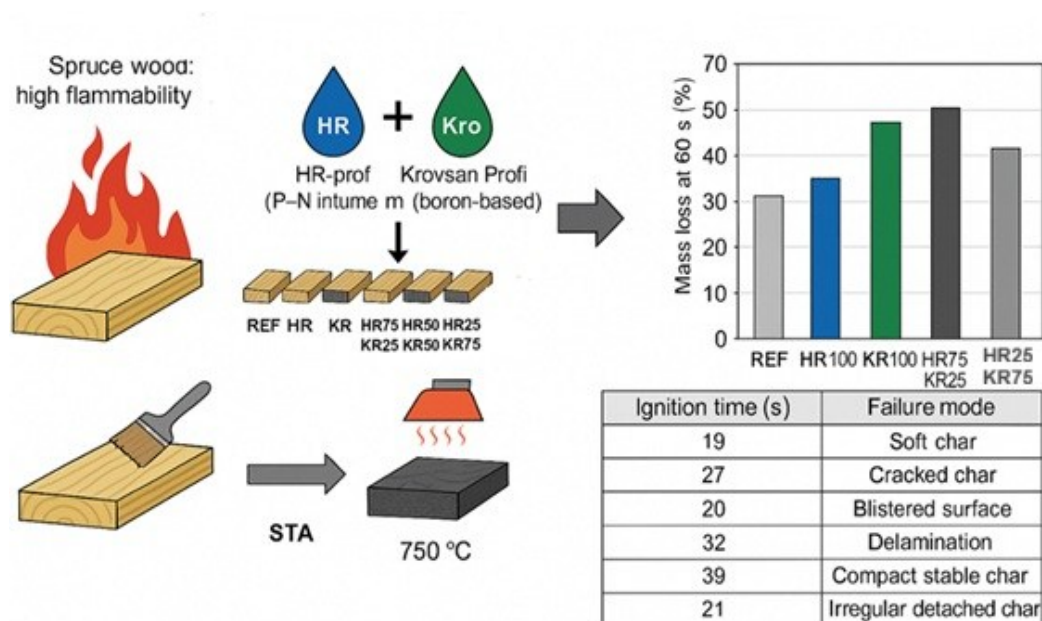 Spruce wood:
high flammability
HR
+
Kro
HR-prof
(P–N intume m
Krovsan Profi
(boron-based)
REF
HR
KR
HR75
KR25
HR50
KR50
HR25
KR75
STA
750 °C
Mass loss at 60 s (%)
70
60
50
40
30
20
10
0
REF
HR100
KR100
HR75
KR25
HR25
KR75
Ignition time (s) Failure mode
19 Soft char
27 Cracked char
20 Blistered surface
32 Delamination
39 Compact stable char
21 Irregular detached char